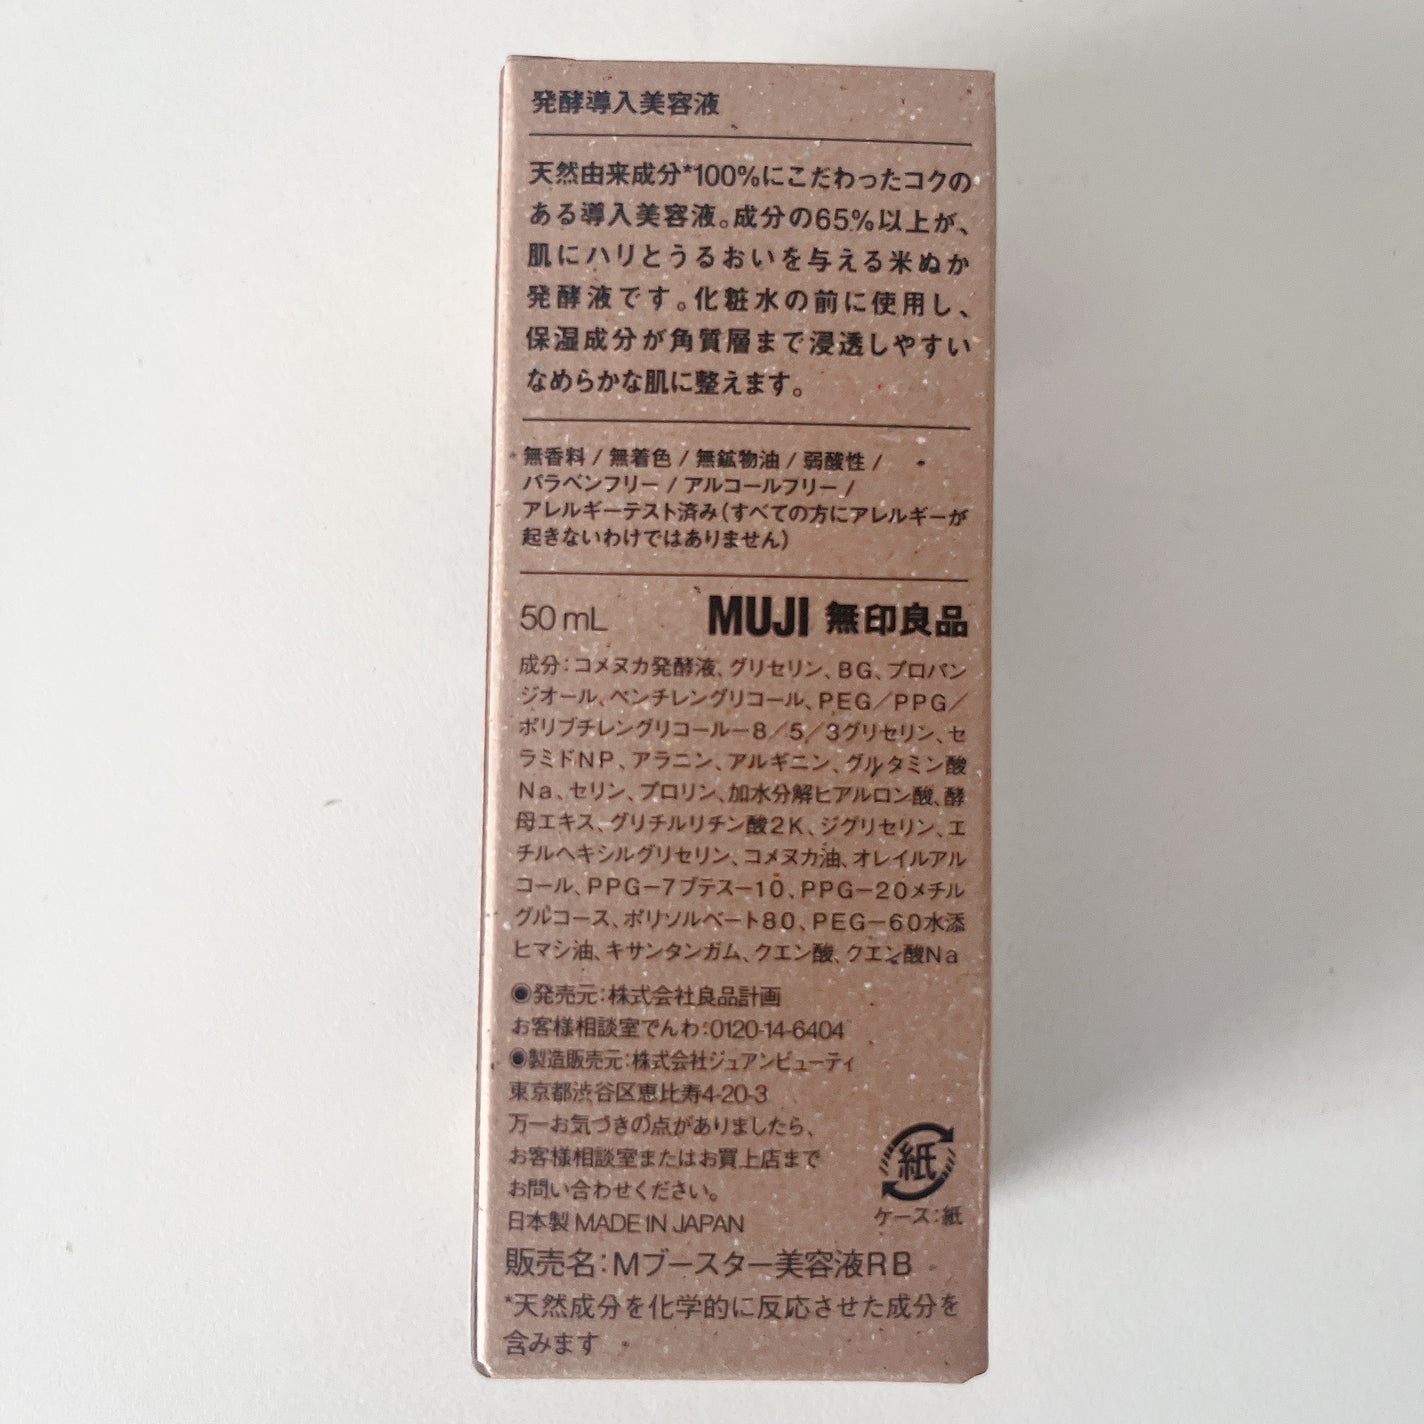 発酵導入美容液
天然由来成分*100%にこだわったコクの
ある導入美容液。成分の65%以上が、
肌にハリとうるおいを与える米ぬか
発酵液です。化粧水の前に使用し、
保湿成分が角質層まで浸透しやすい
なめらかな肌に整えます。
無香料/無着色/無鉱物油/弱酸性/
パラベンフリー/アルコールフリー/
アレルギーテスト済み(すべての方にアレルギーが
起きないわけではありません)
50mL MUJI 無印良品
成分:コメヌカ発酵液、グリセリン、BG、プロパン
ジオール、ペンチレングリコール、PEG/PPG/
ポリブチレングリコール-8/5/3グリセリン、セ
ラミドNP、アラニン、アルギニン、グルタミン酸
Na、セリン、プロリン、加水分解ヒアルロン酸、酵
母エキス、グリチルリチン酸2K、ジグリセリン、エ
チルヘキシルグリセリン、コメヌカ油、オレイルアル
コール、PPG-7ブテス-10、PPG-20メチル
グルコース、ポリソルベート80、PEG-60水添
ヒマシ油、キサンタンガム、クエン酸、クエン酸Na
◉発売元:株式会社良品計画
お客様相談室でんわ:0120-14-6404
◉製造販売元:株式会社ジュアンビューティ
東京都渋谷区恵比寿4-20-3
万一お気づきの点がありましたら、
お客様相談室またはお買上店まで
お問い合わせください。
紙
ケース:紙
日本製 MADE IN JAPAN
販売名:Mブースター美容液RB
*天然成分を化学的に反応させた成分を
含みます